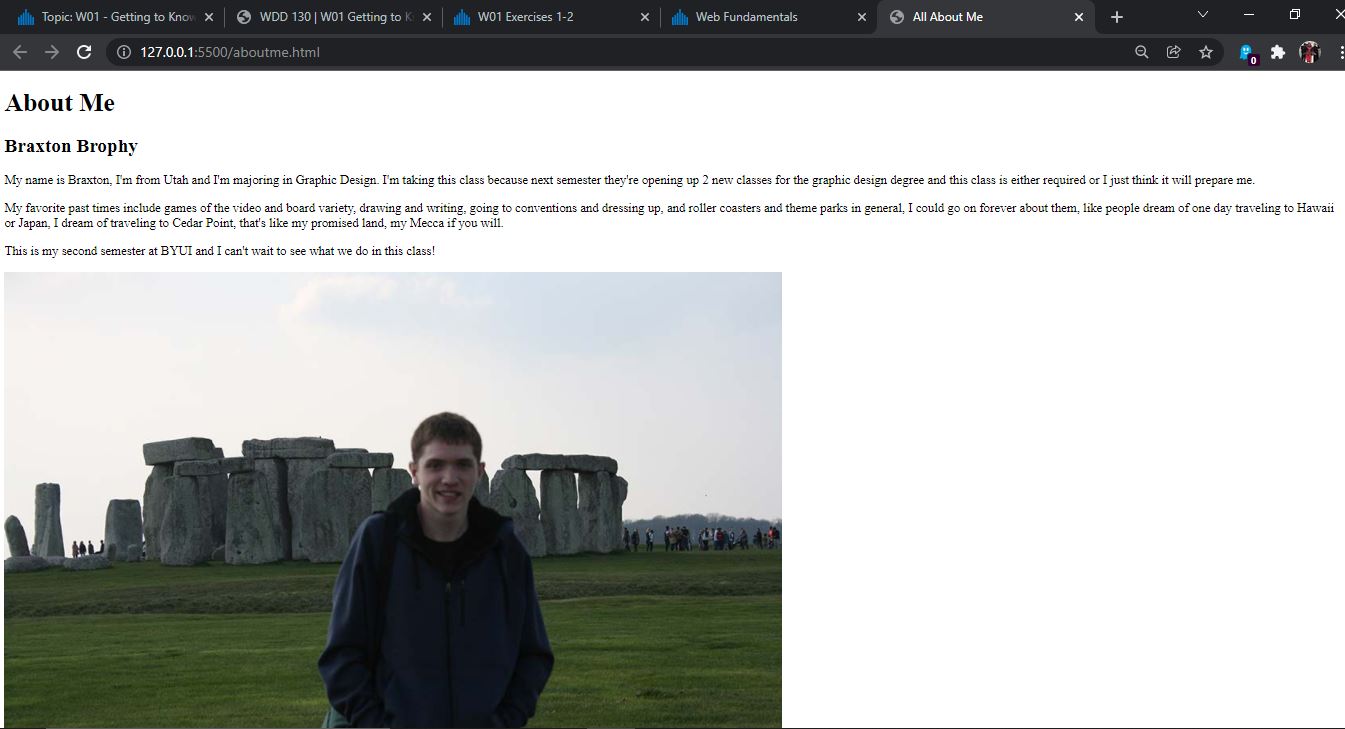 Topic: W01 - Getting to Know
WDD 130 | W01 Getting to K
W01 Exercises 1-2
Web Fundamentals
All About Me
127.0.0.1:5500/aboutme.html
0
About Me
Braxton Brophy
My name is Braxton, I'm from Utah and I'm majoring in Graphic Design. I'm taking this class because next semester they're opening up 2 new classes for the graphic design degree and this class is either required or I just think it will prepare me.
My favorite past times include games of the video and board variety, drawing and writing, going to conventions and dressing up, and roller coasters and theme parks in general, I could go on forever about them, like people dream of one day traveling to Hawaii
or Japan, I dream of traveling to Cedar Point, that's like my promised land, my Mecca if you will.
This is my second semester at BYUI and I can't wait to see what we do in this class!